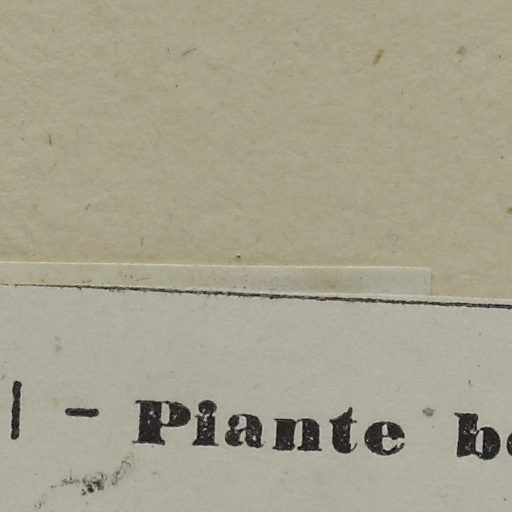 | - Piante